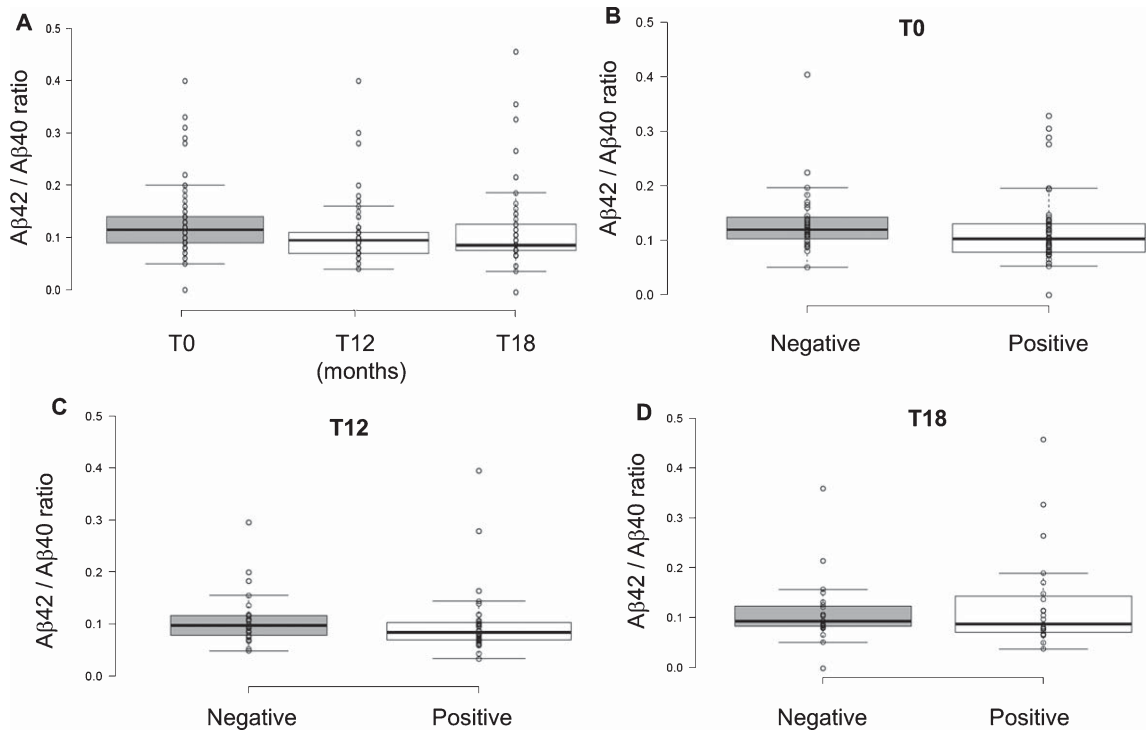 A
Aβ42 / Aβ40 ratio
0.5
0.4
0.3
0.2
0.1
0.0
T0
T12
T18
(months)
B
T0
Aβ42 / Aβ40 ratio
0.5
0.4
0.3
0.2
0.1
0.0
Negative
Positive
C
T12
Aβ42 / Aβ40 ratio
0.5
0.4
0.3
0.2
0.1
0.0
Negative
Positive
D
T18
Aβ42 / Aβ40 ratio
0.5
0.4
0.3
0.2
0.1
0.0
Negative
Positive